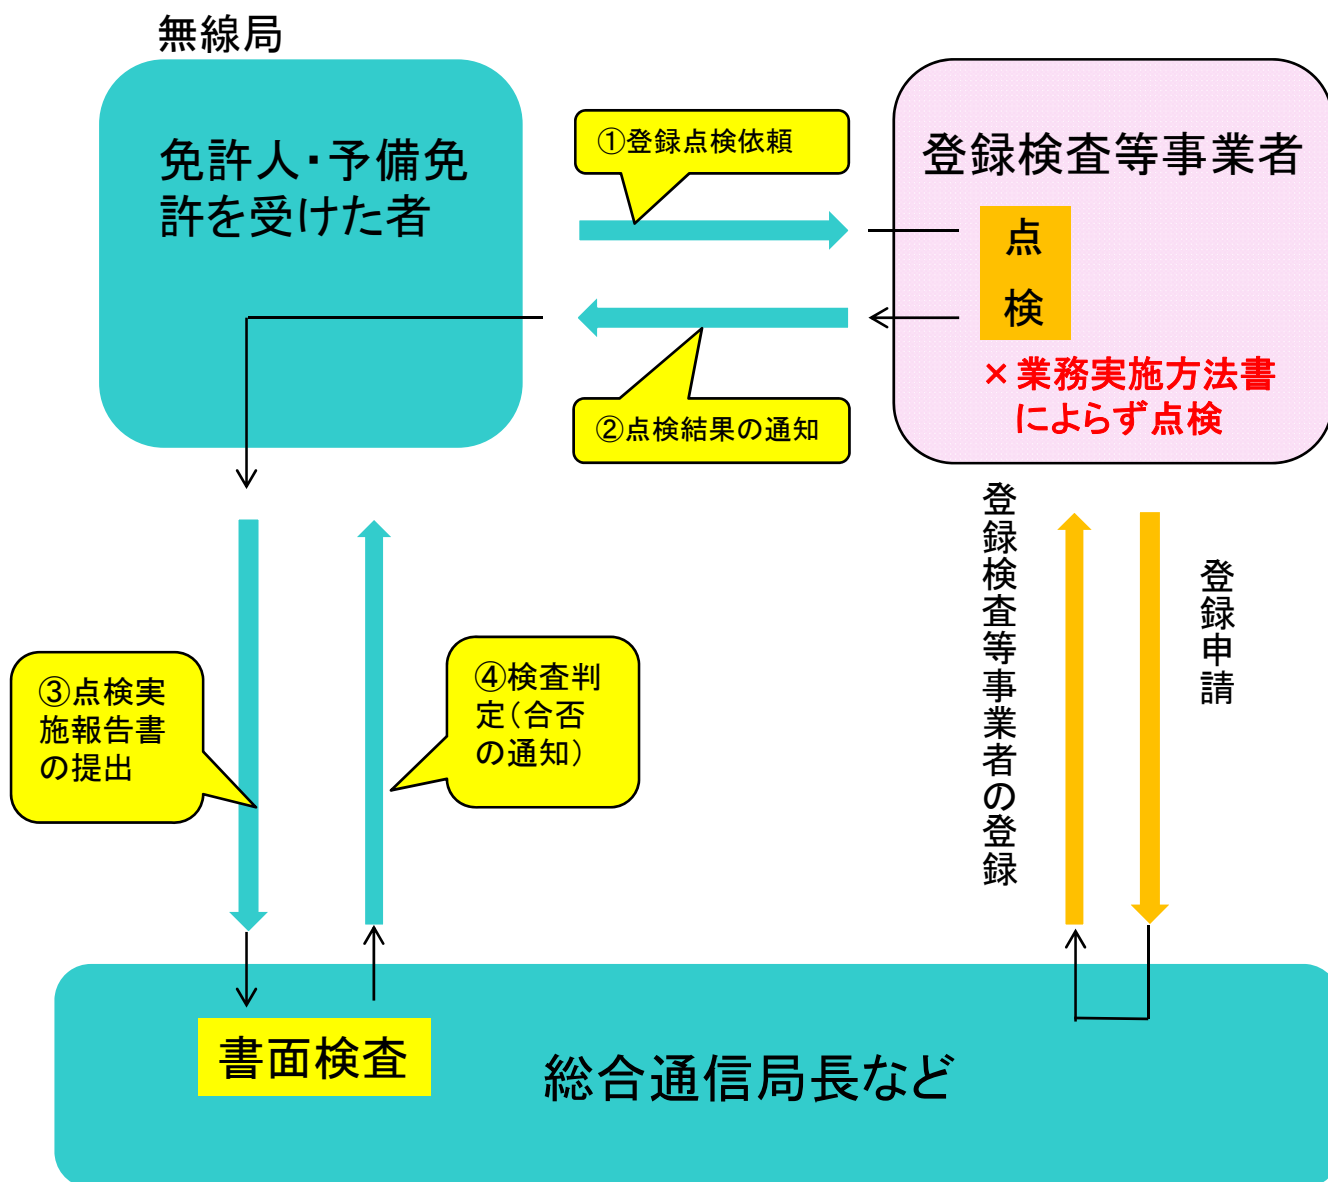 無線局
免許人・予備免
許を受けた者
①登録点検依頼
②点検結果の通知
登録検査等事業者
点
検
×業務実施方法書
によらず点検
③点検実
施報告書
の提出
④検査判
定（合否
の通知）
登録検査等事業者の登録
登録申請
書面検査
総合通信局長など